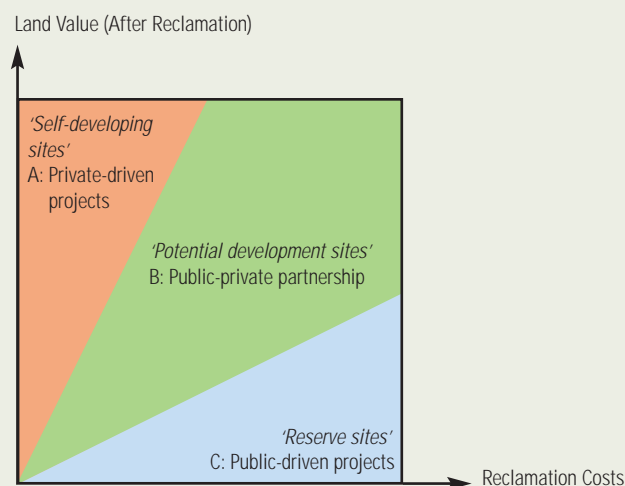 Land Value (After Reclamation)
'Self-developing
sites'
A: Private-driven
projects
'Potential development sites'
B: Public-private partnership
'Reserve sites'
C: Public-driven projects
Reclamation Costs